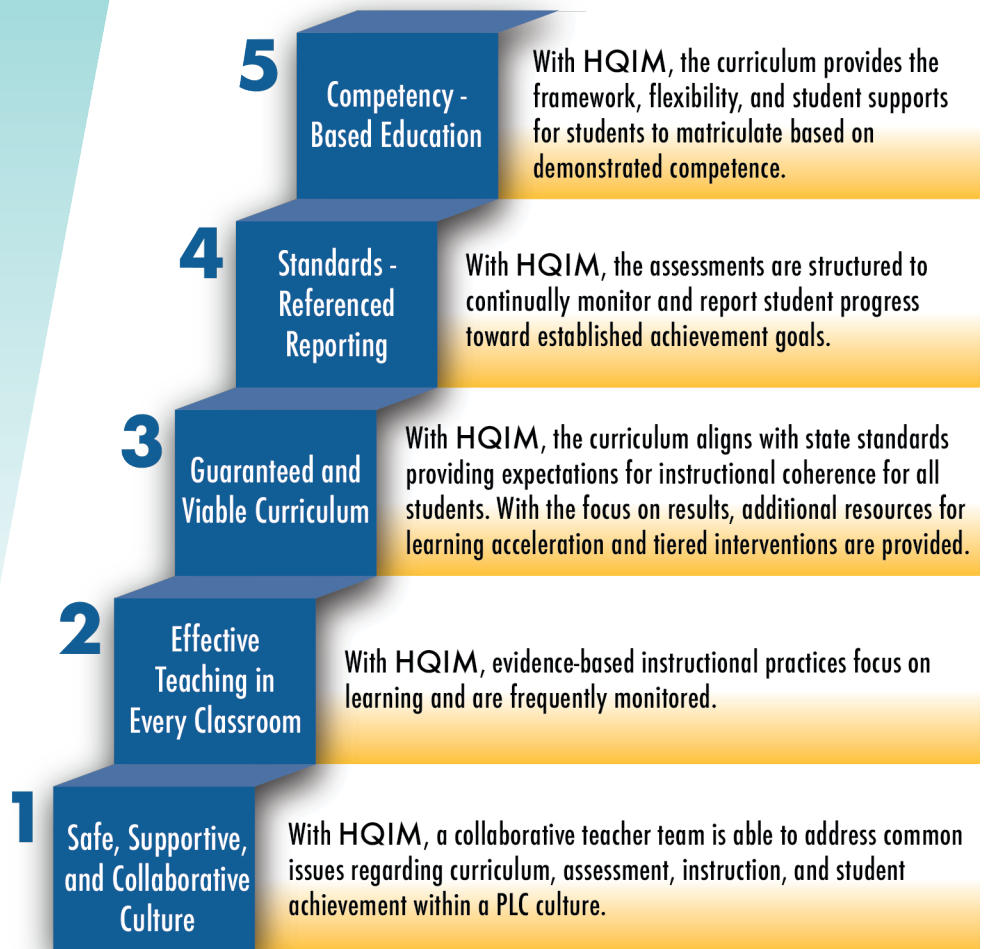 5
Competency -
Based Education
With HQIM, the curriculum provides the
framework, flexibility, and student supports
for students to matriculate based on
demonstrated competence.
4
Standards -
Referenced
Reporting
With HQIM, the assessments are structured to
continually monitor and report student progress
toward established achievement goals.
3
Guaranteed and
Viable Curriculum
With HQIM, the curriculum aligns with state standards
providing expectations for instructional coherence for all
students. With the focus on results, additional resources for
learning acceleration and tiered interventions are provided.
2
Effective
Teaching in
Every Classroom
With HQIM, evidence-based instructional practices focus on
learning and are frequently monitored.
1
Safe, Supportive,
and Collaborative
Culture
With HQIM, a collaborative teacher team is able to address common
issues regarding curriculum, assessment, instruction, and student
achievement within a PLC culture.